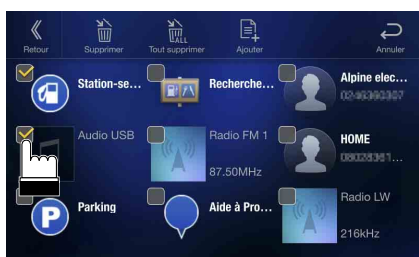 Retour
Supprimer
ALL
Tout supprimer
Ajouter
Annuler
Station-se...
Recherche...
Alpine elec...
Audio USB
Radio FM 1
87.50MHz
HOME
P
Parking
Aide à Pro...
Radio LW
216kHz